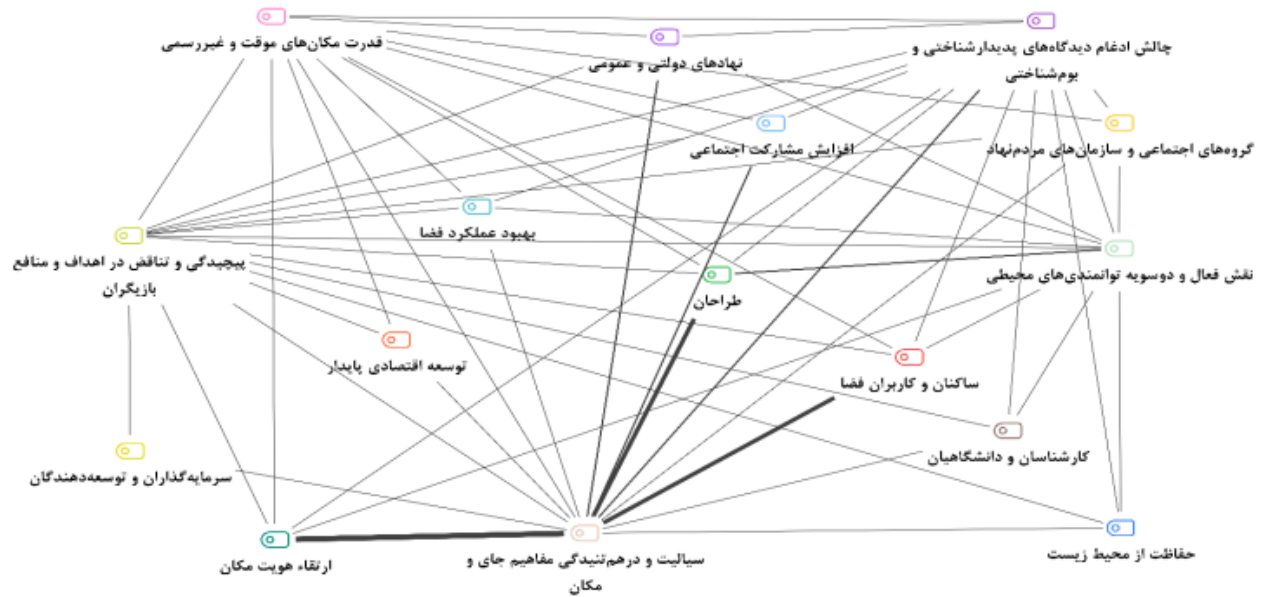 قدرت مکان‌های موقت و غیررسمی
نهادهای دولتی و عمومی
چالش ادغام دیدگاه‌های پدیدارشناختی و
بوم‌شناختی
افزایش مشارکت اجتماعی
گروه‌های اجتماعی و سازمان‌های مردم‌نهاد
بهبود عملکرد فضا
پیچیدگی و تناقض در اهداف و منافع
بازیگران
طراحان
نقش فعال و دوسویه توانمندی‌های محیطی
توسعه اقتصادی پایدار
ساکنان و کاربران فضا
سرمایه‌گذاران و توسعه‌دهندگان
کارشناسان و دانشگاهیان
ارتقاء هویت مکان
سیالیت و درهم‌تنیدگی مفاهیم جای و
مکان
حفاظت از محیط زیست